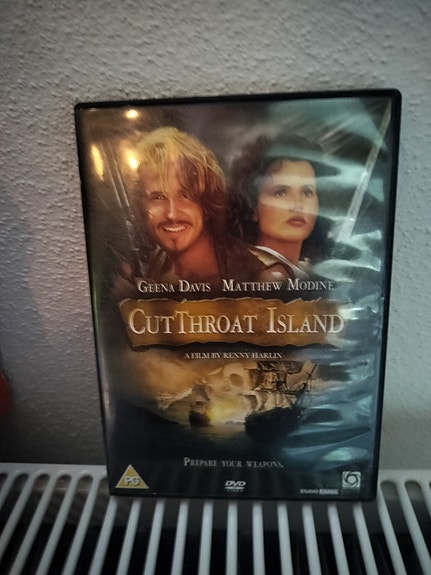 GEENA DAVIS MATTHEW MODINE
CUTTHROAT ISLAND
A FILM BY RENNY HARLIN
PREPARE YOUR WEAPONS.
PG
DVD